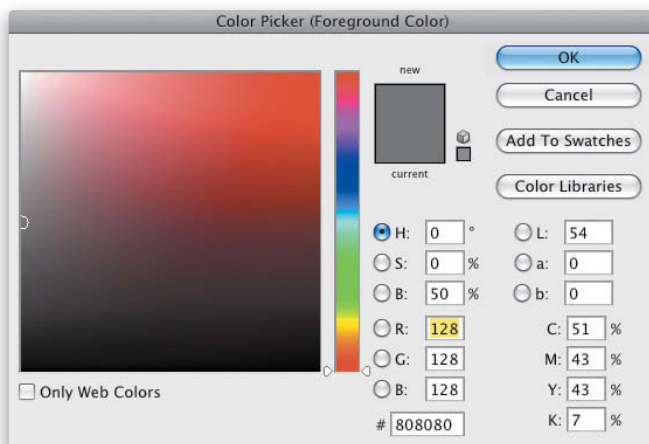 Color Picker (Foreground Color)
new
current
OK
Cancel
Add To Swatches
Color Libraries
H: 0 °
S: 0 %
B: 50 %
R: 128
G: 128
B: 128
# 808080
L: 54
a: 0
b: 0
C: 51 %
M: 43 %
Y: 43 %
K: 7 %
Only Web Colors